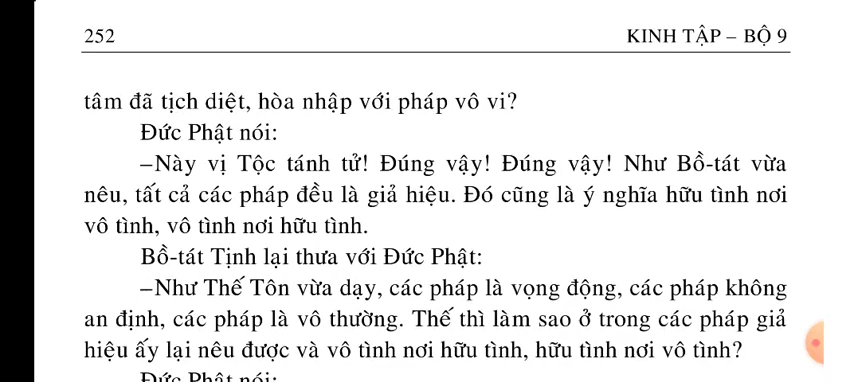 252 KINH TẬP – BỘ 9
tâm đã tịch diệt, hòa nhập với pháp vô vi?
Đức Phật nói:
–Này vị Tộc tánh tử! Đúng vậy! Đúng vậy! Như Bồ-tát vừa
nêu, tất cả các pháp đều là giả hiệu. Đó cũng là ý nghĩa hữu tình nơi
vô tình, vô tình nơi hữu tình.
Bồ-tát Tịnh lại thưa với Đức Phật:
–Như Thế Tôn vừa dạy, các pháp là vọng động, các pháp không
an định, các pháp là vô thường. Thế thì làm sao ở trong các pháp giả
hiệu ấy lại nêu được và vô tình nơi hữu tình, hữu tình nơi vô tình?
Đức Phật nói: